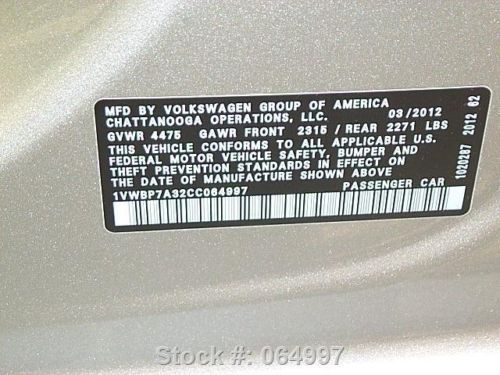 MFD BY VOLKSWAGEN GROUP OF AMERICA
CHATTANOOGA OPERATIONS, LLC. 03/2012
GVWR 4475 GAWR FRONT 2315 / REAR 2271 LBS
THIS VEHICLE CONFORMS TO ALL APPLICABLE U.S.
FEDERAL MOTOR VEHICLE SAFETY, BUMPER AND
THEFT PREVENTION STANDARDS IN EFFECT ON
THE DATE OF MANUFACTURE SHOWN ABOVE
1VWBP7A32CC064997 PASSENGER CAR
1020287 2012 62
Stock #: 064997